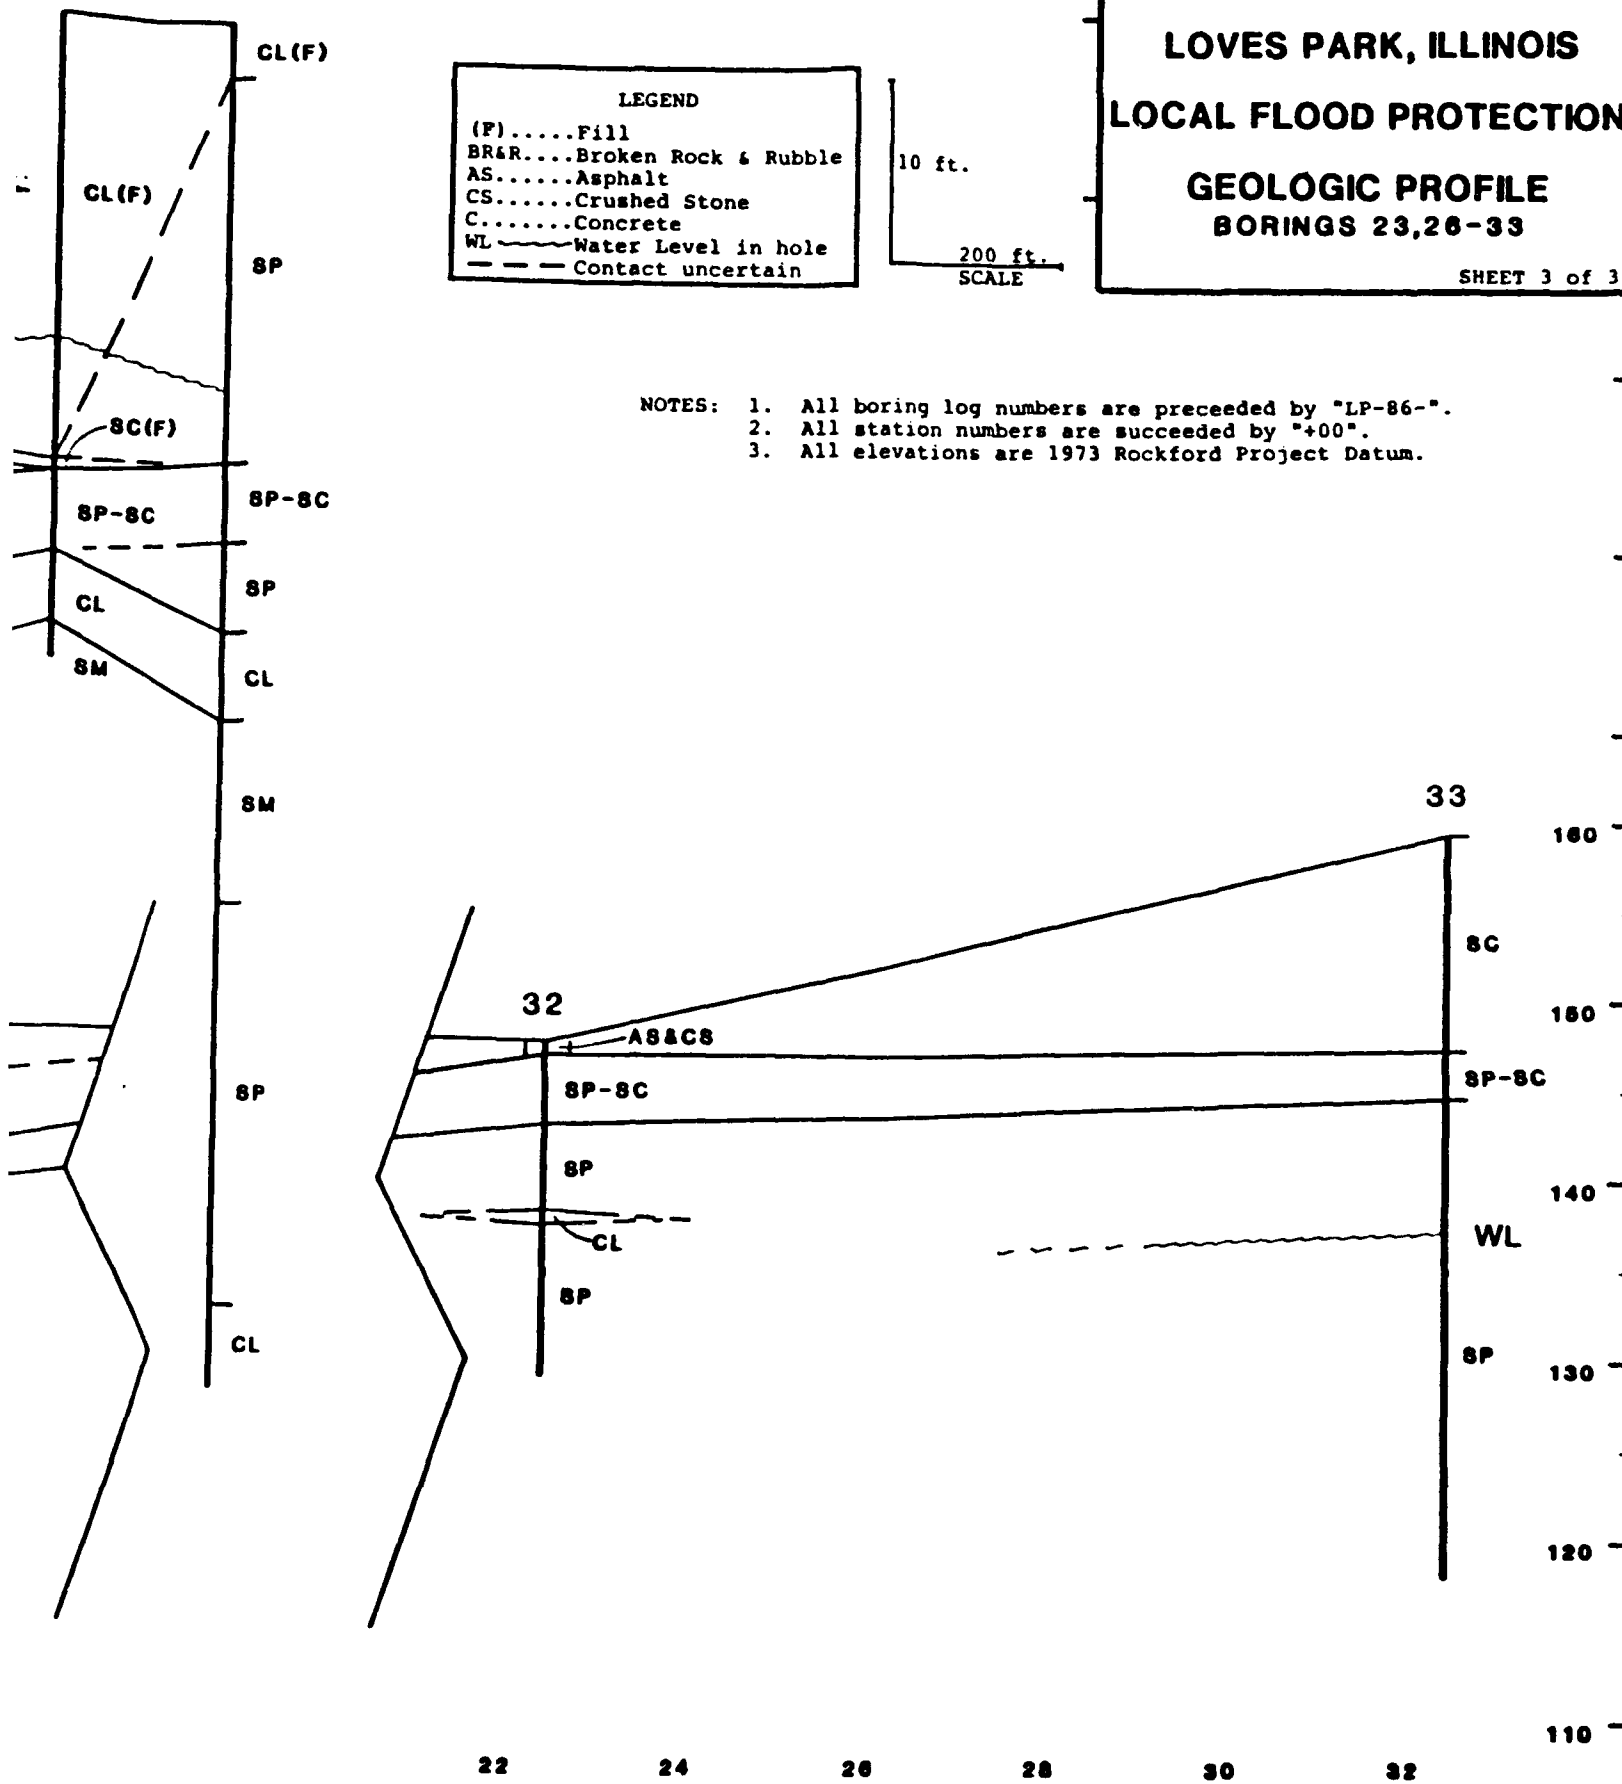 LOVES PARK, ILLINOIS
LOCAL FLOOD PROTECTION
GEOLOGIC PROFILE
BORINGS 23,26-33
SHEET 3 of 3
LEGEND
(F).....Fill
BR&R....Broken Rock & Rubble
AS......Asphalt
CS......Crushed Stone
C.......Concrete
WL Water Level in hole
Contact uncertain
10 ft.
200 ft.
SCALE
NOTES: 1. All boring log numbers are preceeded by "LP-86-".
2. All station numbers are succeeded by "+00".
3. All elevations are 1973 Rockford Project Datum.
CL(F)
CL(F)
SP
SC(F)
SP-SC
SP-SC
SP
CL
SM
CL
SM
SP
CL
32
AS&CS
SP-SC
SP
CL
SP
33
SC
SP-SC
WL
SP
160
150
140
130
120
110
22 24 26 28 30 32